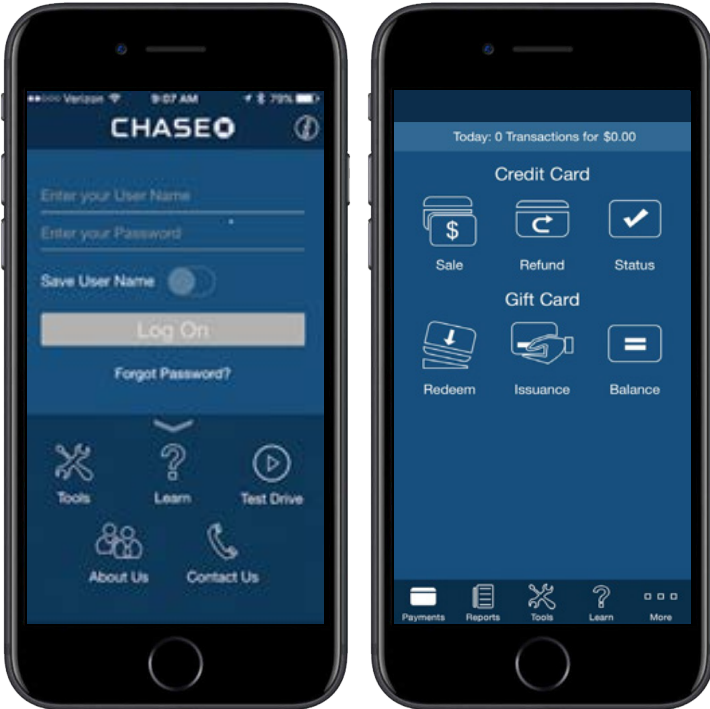 Verizon 9:07 AM 79%
CHASE
Enter your User Name
Enter your Password
Save User Name
Log On
Forgot Password?
Tools Learn Test Drive
About Us Contact Us
Today: 0 Transactions for $0.00
Credit Card
$
Sale Refund Status
Gift Card
Redeem Issuance Balance
Payments Reports Tools Learn More